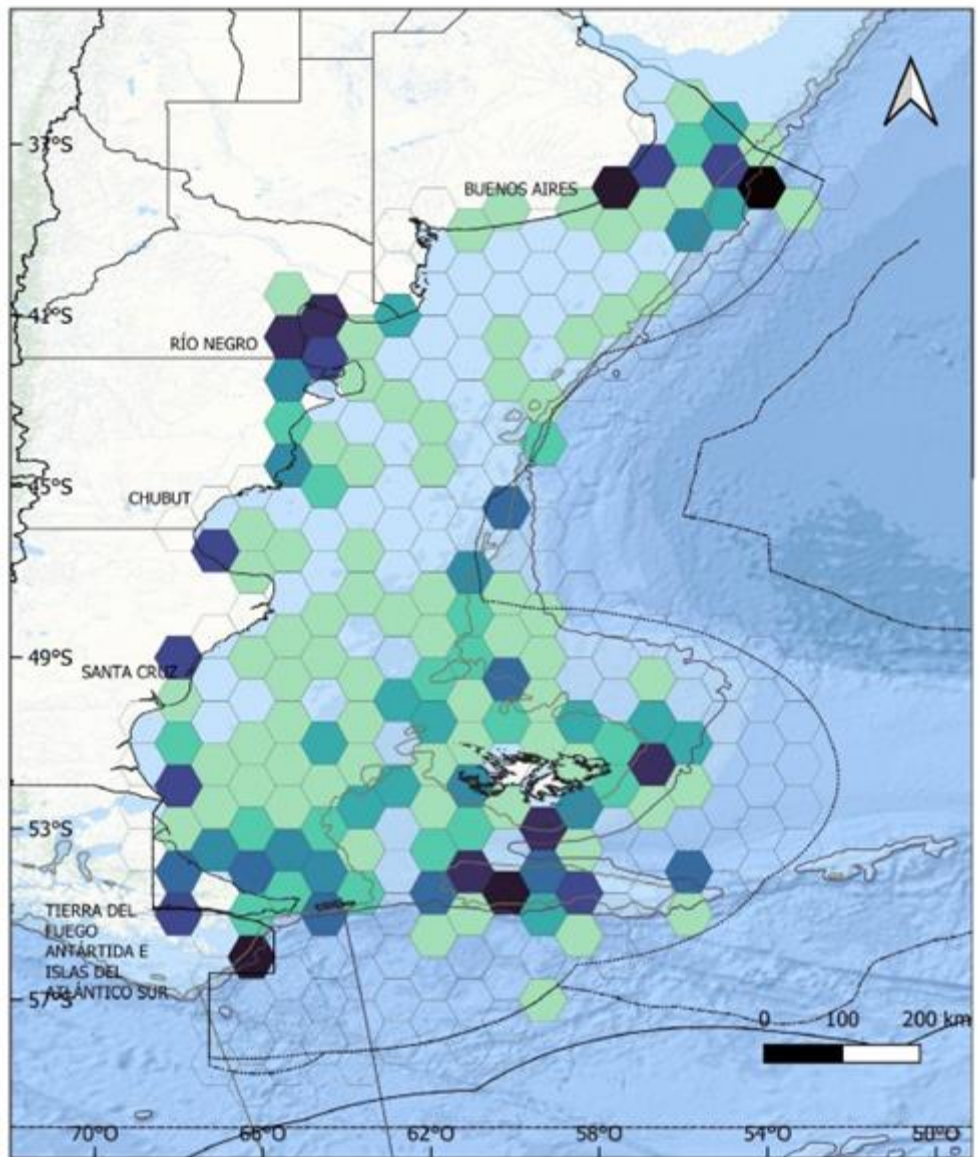 37°S
BUENOS AIRES
41°S
RÍO NEGRO
45°S
CHUBUT
49°S
SANTA CRUZ
53°S
TIERRA DEL
FUEGO
ANTÁRTIDA E
ISLAS DEL
ATLÁNTICO SUR
57°S
0 100 200 km
70°O 66°O 62°O 58°O 54°O 50°O